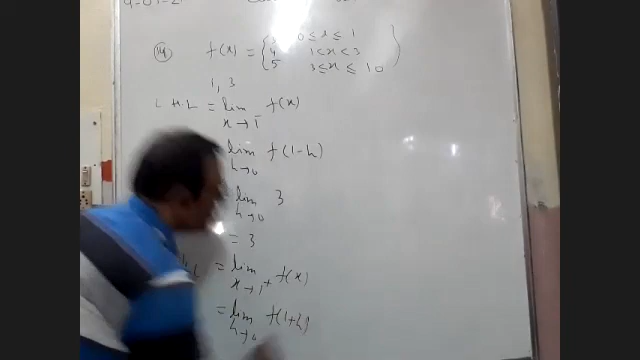 (14) f(x) = { 3 0 ≤ x ≤ 1
4 1 < x < 3
5 3 ≤ x ≤ 10 }
1, 3
L H.L = lim f(x)
x→1⁻
lim f(1-h)
h→0
lim 3
h→0
= 3
= lim f(x)
x→1⁺
= lim f(1+h)
h→0